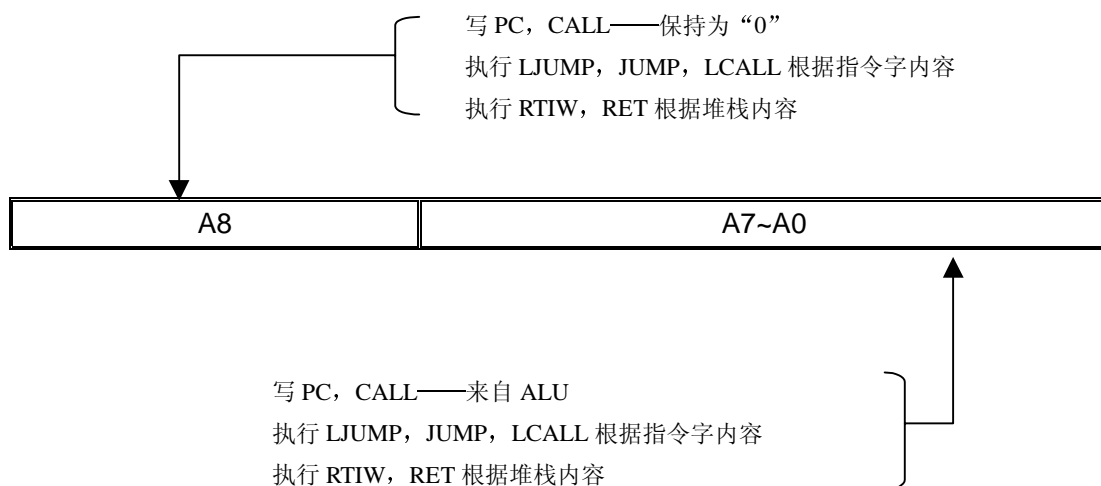 写 PC，CALL——保持为“0”
执行 LJUMP，JUMP，LCALL 根据指令字内容
执行 RTIW，RET 根据堆栈内容
A8
A7~A0
写 PC，CALL——来自 ALU
执行 LJUMP，JUMP，LCALL 根据指令字内容
执行 RTIW，RET 根据堆栈内容